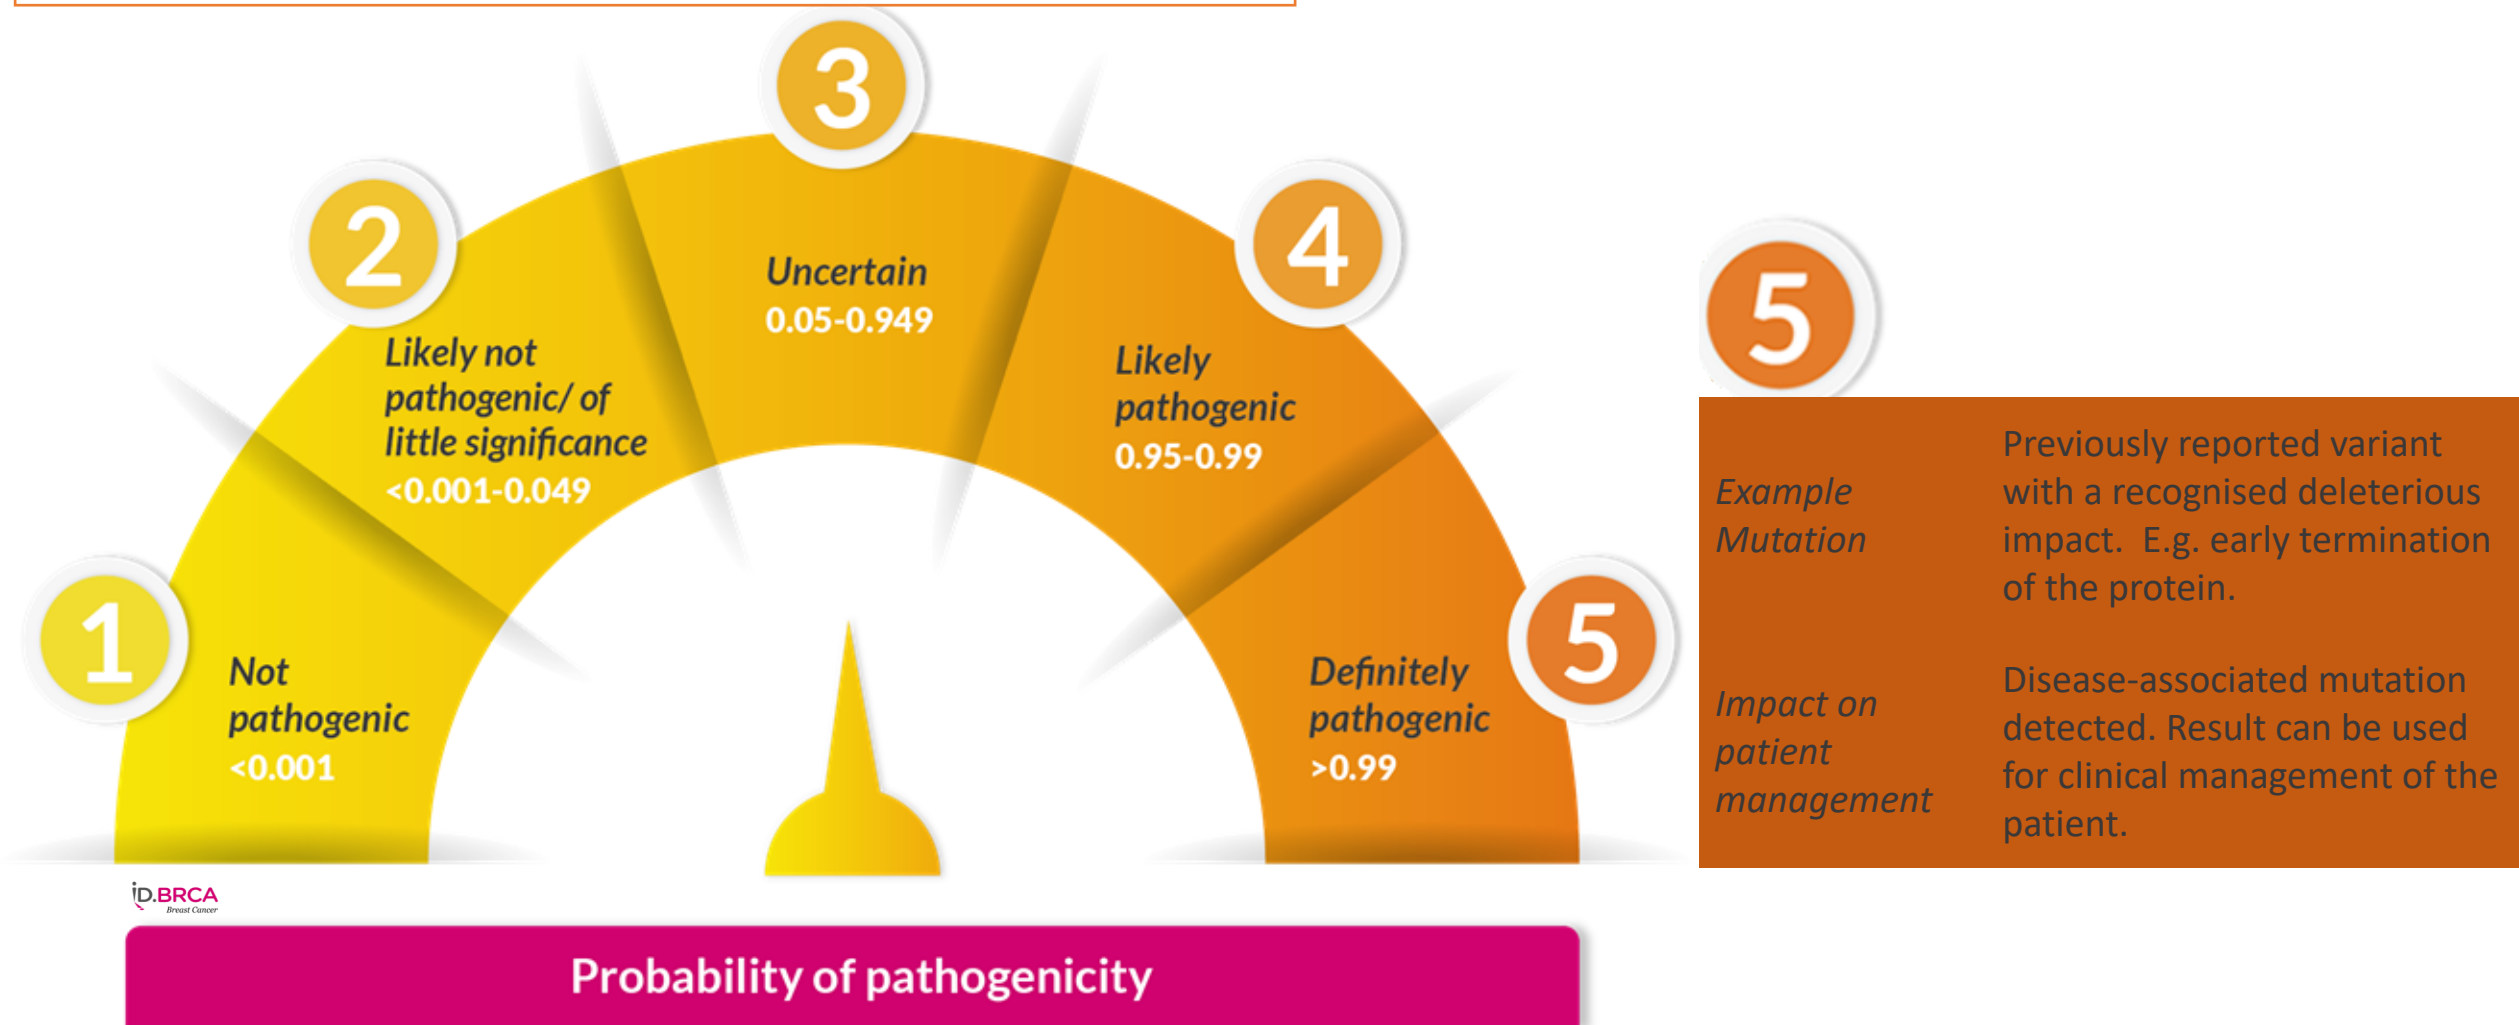 3
2
Uncertain
0.05-0.949
4
Likely not
pathogenic/ of
little significance
<0.001-0.049
Likely
pathogenic
0.95-0.99
1
Not
pathogenic
<0.001
5
Definitely
pathogenic
>0.99
5
Example
Mutation
Previously reported variant
with a recognised deleterious
impact.  E.g. early termination
of the protein.
Impact on
patient
management
Disease-associated mutation
detected. Result can be used
for clinical management of the
patient.
iD.BRCA
Breast Cancer
Probability of pathogenicity